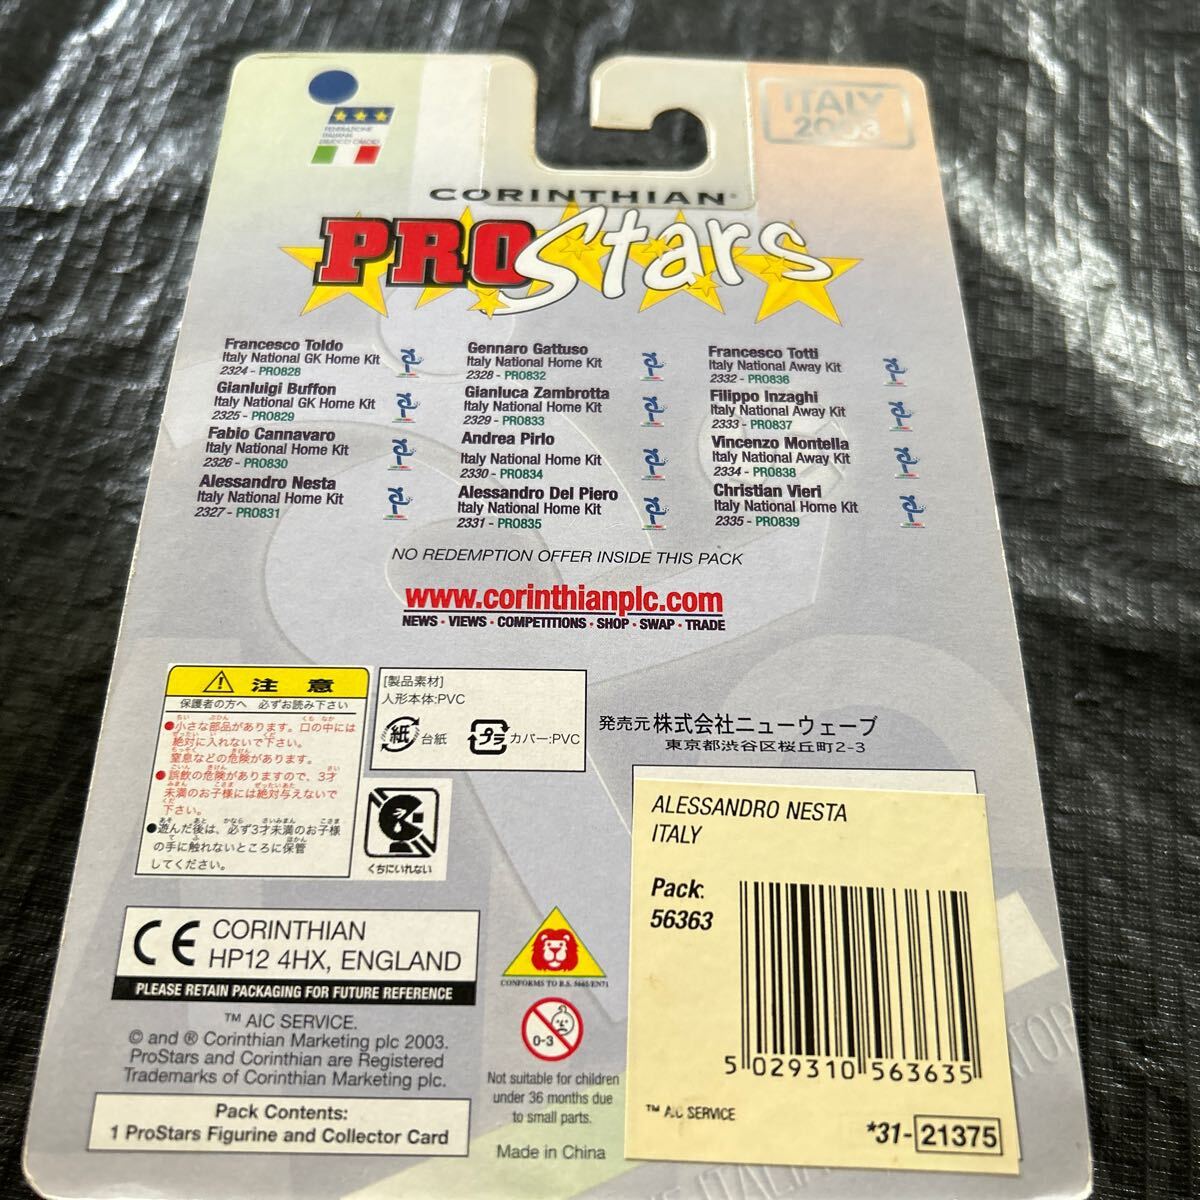 FEDERAZIONE
ITALIANA
GIUOCO CALCIO
ITALY
2003
CORINTHIAN®
PROStars
Francesco Toldo
Italy National GK Home Kit
2324 - PRO828
Gianluigi Buffon
Italy National GK Home Kit
2325 - PRO829
Fabio Cannavaro
Italy National Home Kit
2326 - PRO830
Alessandro Nesta
Italy National Home Kit
2327 - PRO831
Gennaro Gattuso
Italy National Home Kit
2328 - PRO832
Gianluca Zambrotta
Italy National Home Kit
2329 - PRO833
Andrea Pirlo
Italy National Home Kit
2330 - PRO834
Alessandro Del Piero
Italy National Home Kit
2331 - PRO835
Francesco Totti
Italy National Away Kit
2332 - PRO836
Filippo Inzaghi
Italy National Away Kit
2333 - PRO837
Vincenzo Montella
Italy National Away Kit
2334 - PRO838
Christian Vieri
Italy National Home Kit
2335 - PRO839
NO REDEMPTION OFFER INSIDE THIS PACK
www.corinthianplc.com
NEWS · VIEWS · COMPETITIONS · SHOP · SWAP · TRADE
注意
保護者の方へ 必ずお読み下さい
●小さな部品があります。口の中には
絶対に入れないで下さい。
窒息などの危険があります。
●誤飲の危険がありますので、3才
未満のお子様には絶対与えないで
下さい。
●遊んだ後は、必ず3才未満のお子様
の手に触れないところに保管
してください。
くちにいれない
[製品素材]
人形本体:PVC
紙 台紙
プラ カバー:PVC
発売元 株式会社ニューウェーブ
東京都渋谷区桜丘町2-3
ALESSANDRO NESTA
ITALY
Pack:
56363
5 029310 563635
™ AIC SERVICE
*31-21375
CE CORINTHIAN
HP12 4HX, ENGLAND
PLEASE RETAIN PACKAGING FOR FUTURE REFERENCE
™ AIC SERVICE.
© and ® Corinthian Marketing plc 2003.
ProStars and Corinthian are Registered
Trademarks of Corinthian Marketing plc.
Pack Contents:
1 ProStars Figurine and Collector Card
CONFORMS TO B.S. 5665/EN71
0-3
Not suitable for children
under 36 months due
to small parts.
Made in China